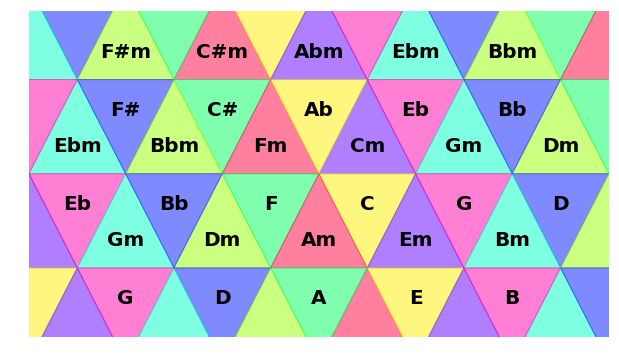 F#m C#m Abm Ebm Bbm
F# C# Ab Eb Bb
Ebm Bbm Fm Cm Gm Dm
Eb Bb F C G D
Gm Dm Am Em Bm
G D A E B